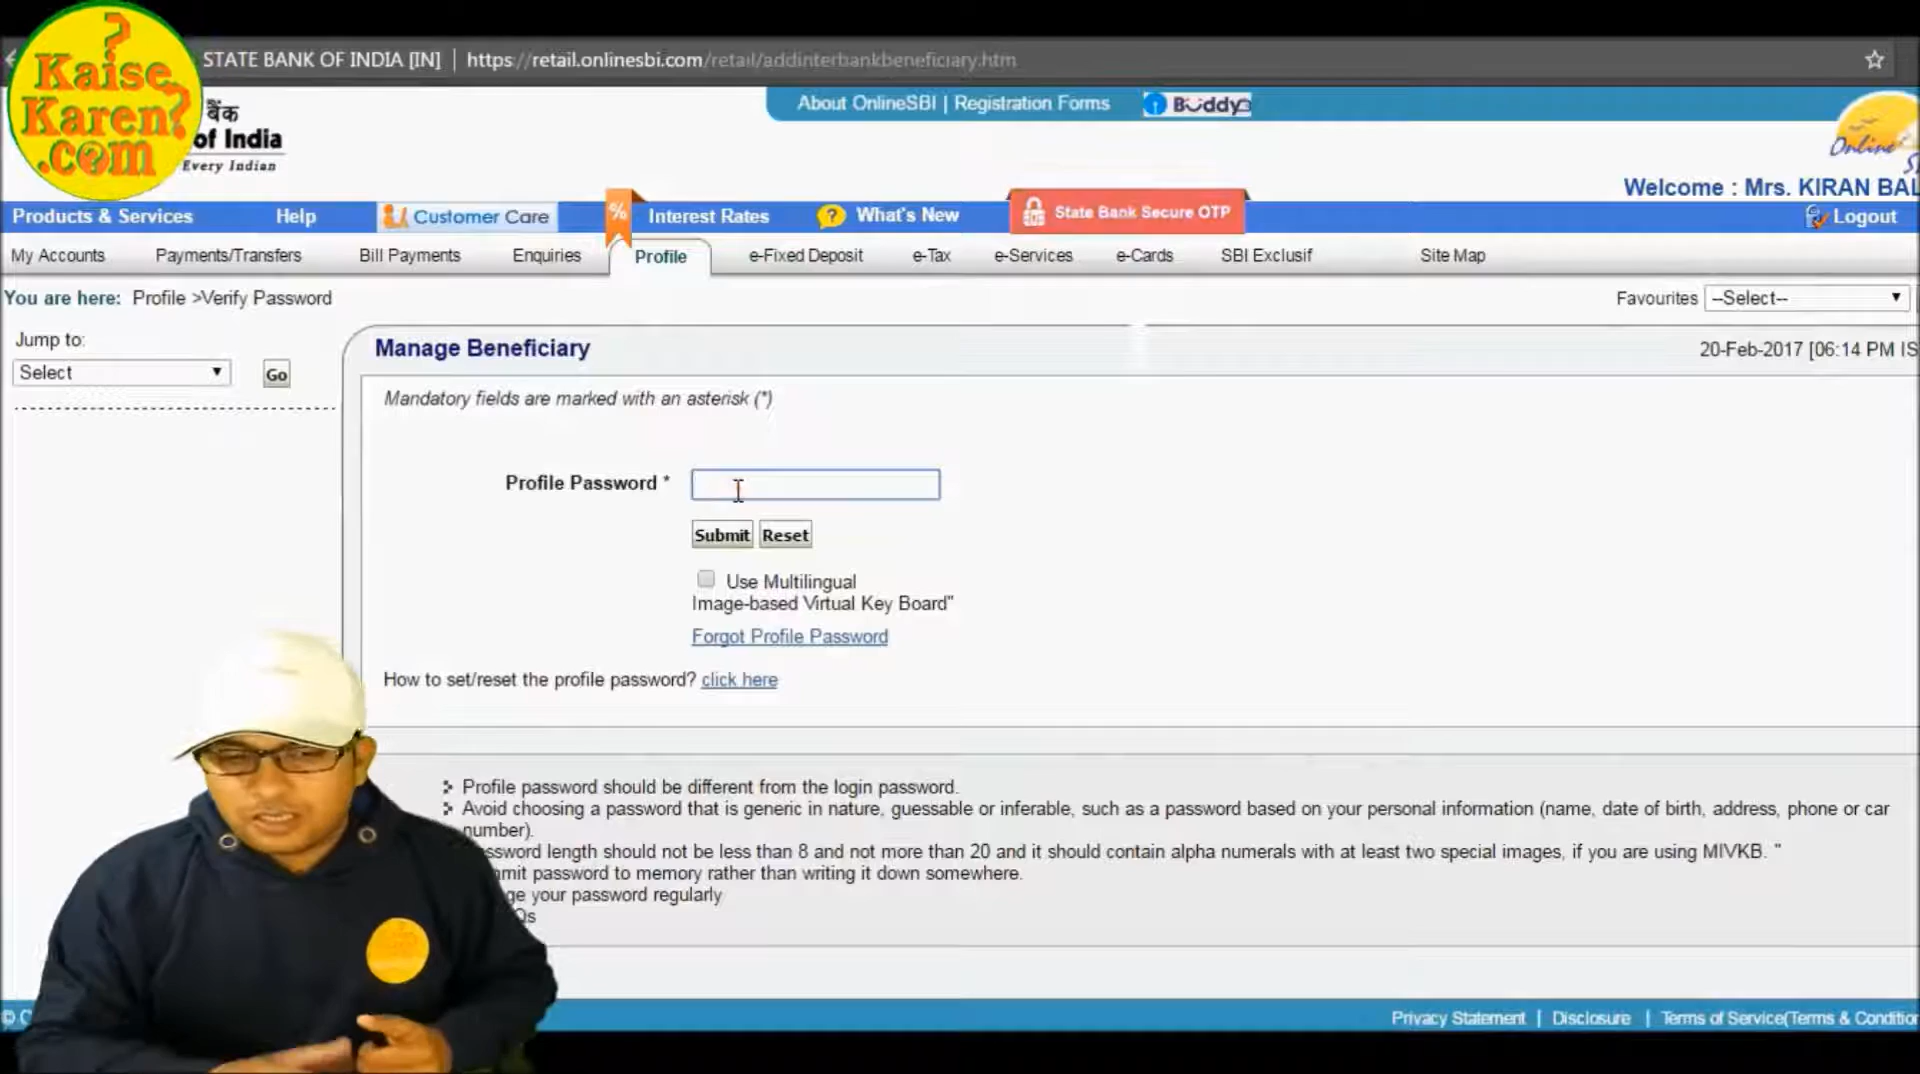 ?
Kaise
Karen?
.com
STATE BANK OF INDIA [IN] | https://retail.onlinesbi.com/retail/addinterbankbeneficiary.htm
About OnlineSBI | Registration Forms
Buddy
बैंक
of India
Every Indian
Online
Welcome : Mrs. KIRAN BAL
Products & Services Help Customer Care % Interest Rates ? What's New State Bank Secure OTP Logout
My Accounts Payments/Transfers Bill Payments Enquiries Profile e-Fixed Deposit e-Tax e-Services e-Cards SBI Exclusif Site Map
You are here: Profile >Verify Password
Favourites --Select--
Jump to:
Select Go
Manage Beneficiary
20-Feb-2017 [06:14 PM IS
Mandatory fields are marked with an asterisk (*)
Profile Password *
Submit Reset
Use Multilingual
Image-based Virtual Key Board"
Forgot Profile Password
How to set/reset the profile password? click here
Profile password should be different from the login password.
Avoid choosing a password that is generic in nature, guessable or inferable, such as a password based on your personal information (name, date of birth, address, phone or car
number).
ssword length should not be less than 8 and not more than 20 and it should contain alpha numerals with at least two special images, if you are using MIVKB. "
mmit password to memory rather than writing it down somewhere.
ge your password regularly
Qs
©
Privacy Statement | Disclosure | Terms of Service(Terms & Condition